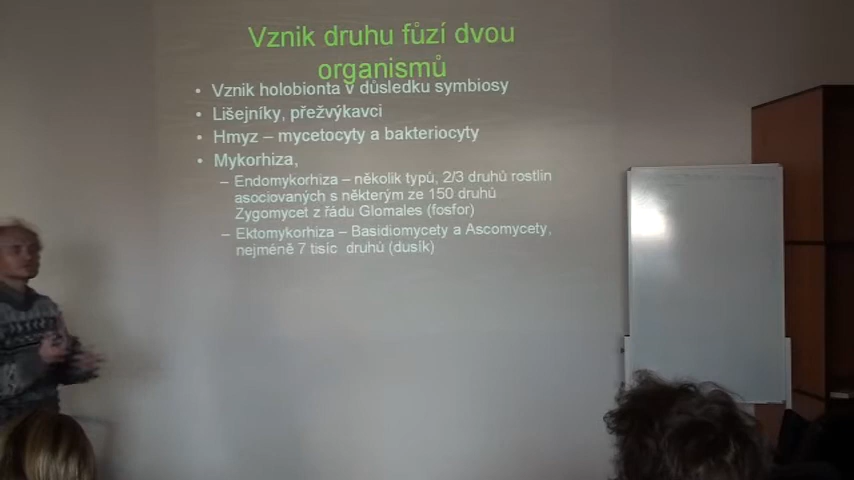 Vznik druhu fůzí dvou
organismů
• Vznik holobionta v důsledku symbiosy
• Lišejníky, přežvýkavci
• Hmyz – mycetocyty a bakteriocyty
• Mykorhiza,
– Endomykorhiza – několik typů, 2/3 druhů rostlin
asociovaných s některým ze 150 druhů
Zygomycet z řádu Glomales (fosfor)
– Ektomykorhiza – Basidiomycety a Ascomycety,
nejméně 7 tisíc druhů (dusík)